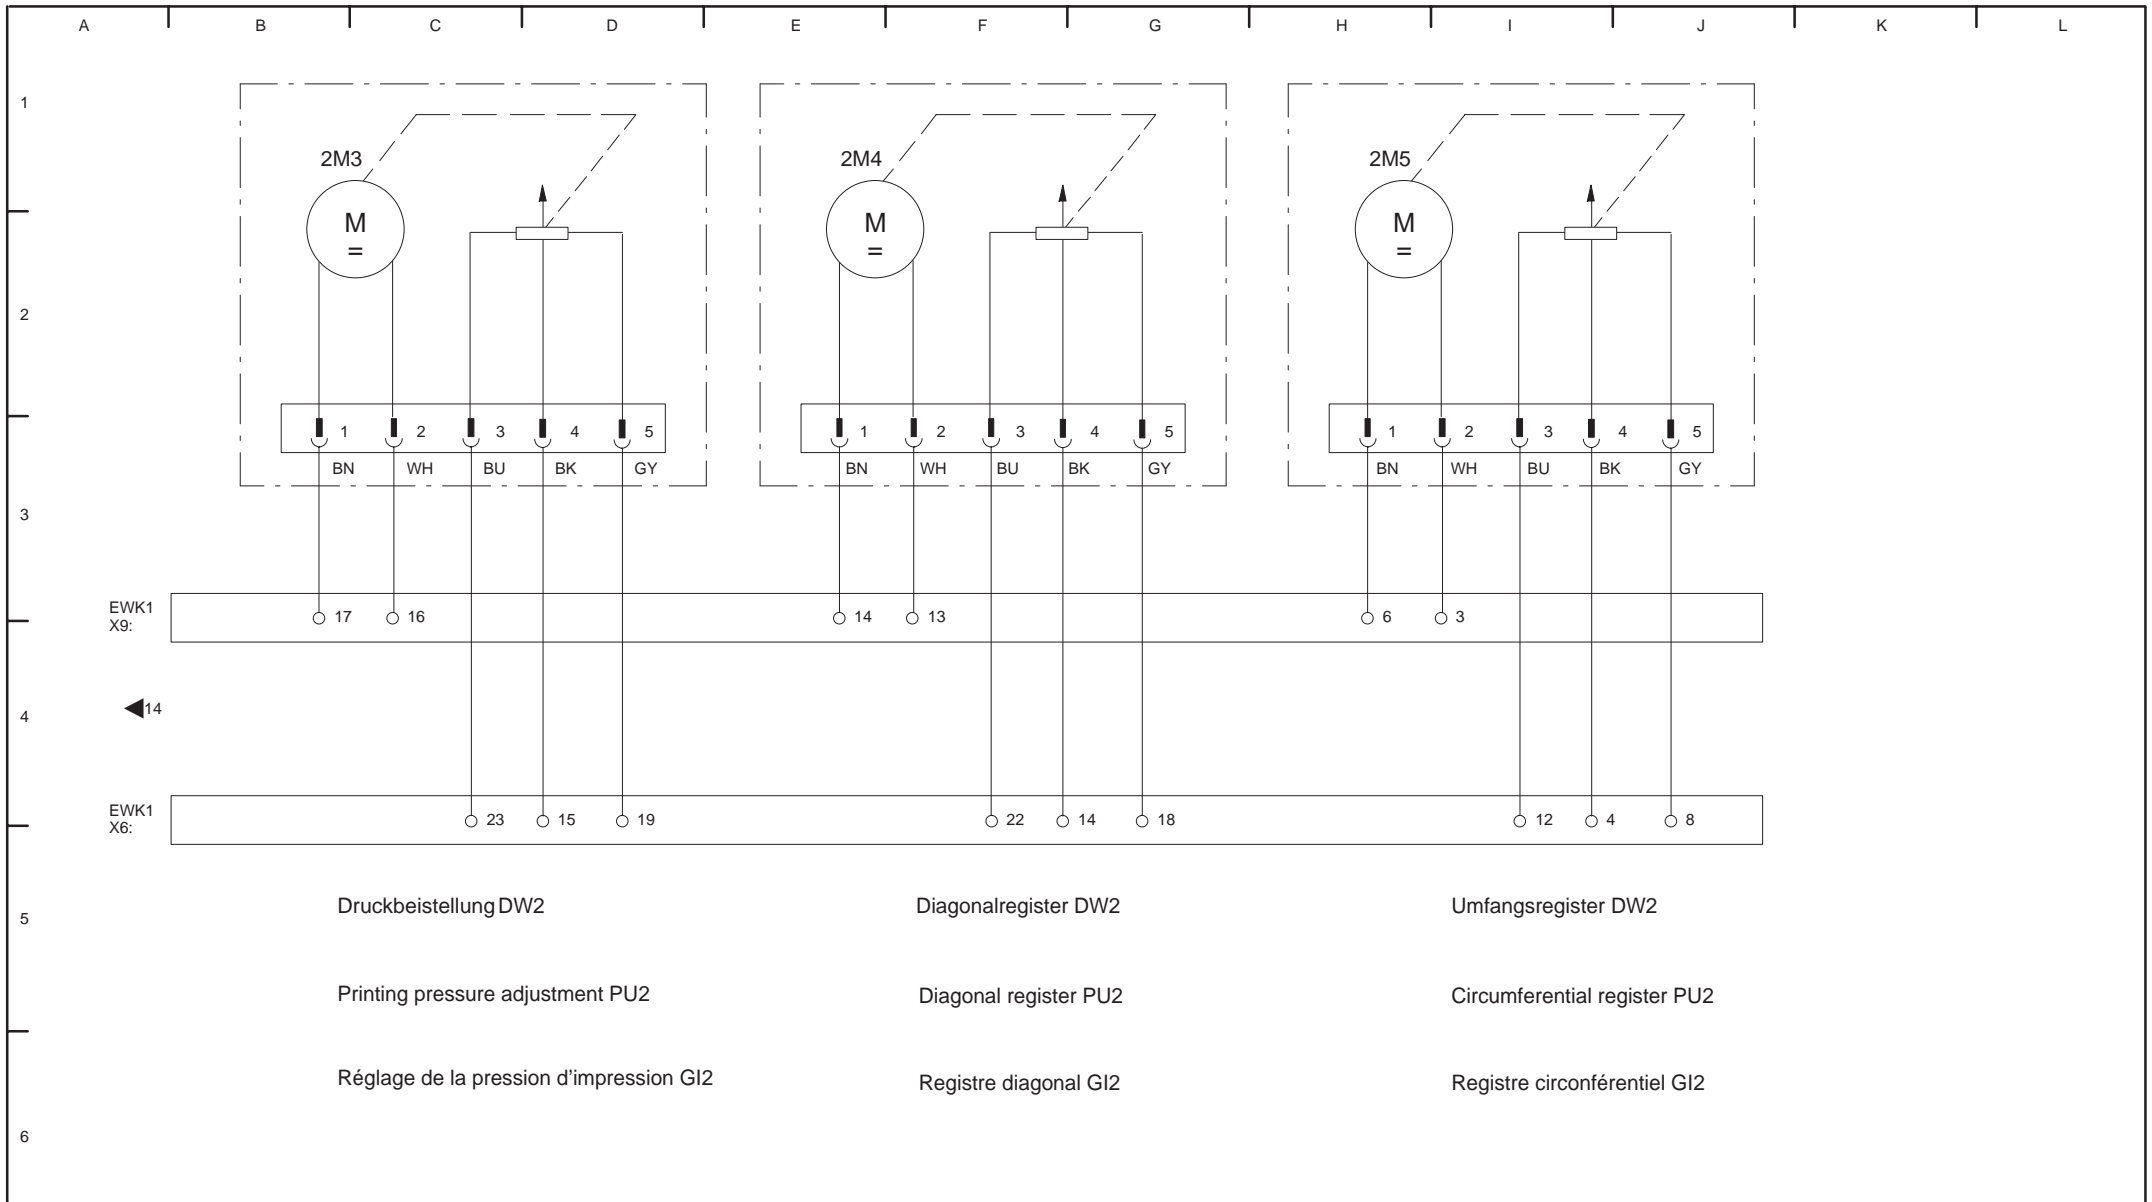 A B C D E F G H I J K L
1
2M3 2M4 2M5
M M M
= = =
2
1 2 3 4 5 1 2 3 4 5 1 2 3 4 5
BN WH BU BK GY BN WH BU BK GY BN WH BU BK GY
3
EWK1
X9:
17 16 14 13 6 3
4
14
EWK1
X6:
23 15 19 22 14 18 12 4 8
5
Druckbeistellung DW2 Diagonalregister DW2 Umfangsregister DW2
Printing pressure adjustment PU2 Diagonal register PU2 Circumferential register PU2
Réglage de la pression d’impression GI2 Registre diagonal GI2 Registre circonférentiel GI2
6